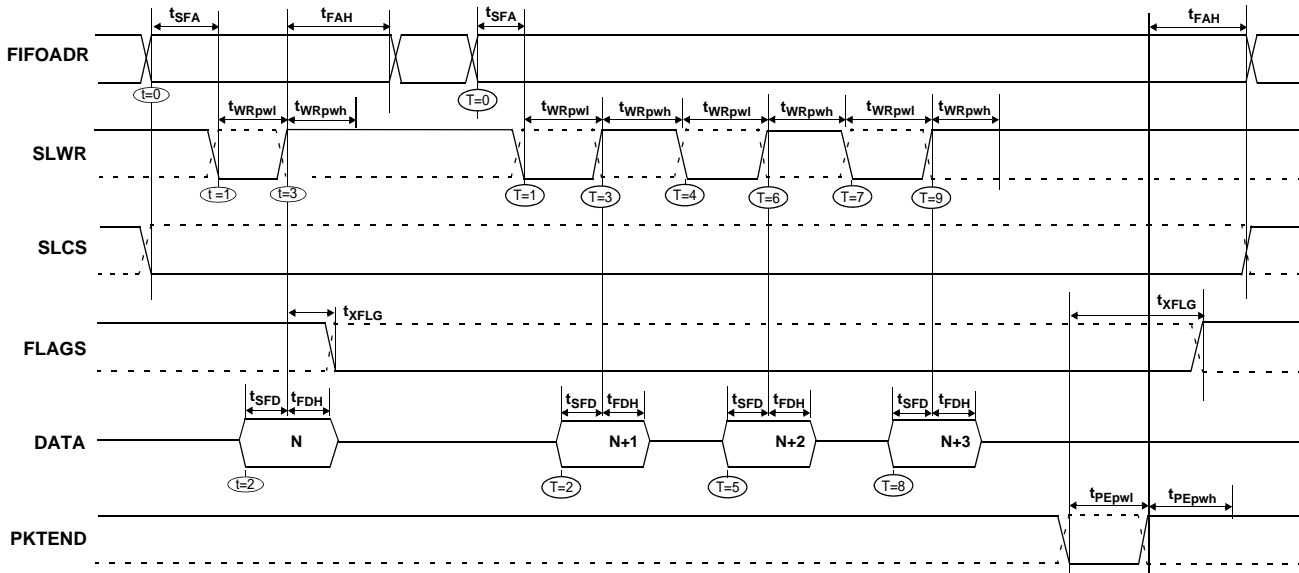 tSFA tFAH tSFA tFAH
FIFOADR
t=0 T=0
tWRpwl tWRpwh tWRpwl tWRpwh tWRpwl tWRpwh tWRpwl tWRpwh
SLWR
t=1 t=3 T=1 T=3 T=4 T=6 T=7 T=9
SLCS
tXFLG tXFLG
FLAGS
tSFD tFDH tSFD tFDH tSFD tFDH tSFD tFDH
DATA N N+1 N+2 N+3
t=2 T=2 T=5 T=8
tPEpwl tPEpwh
PKTEND